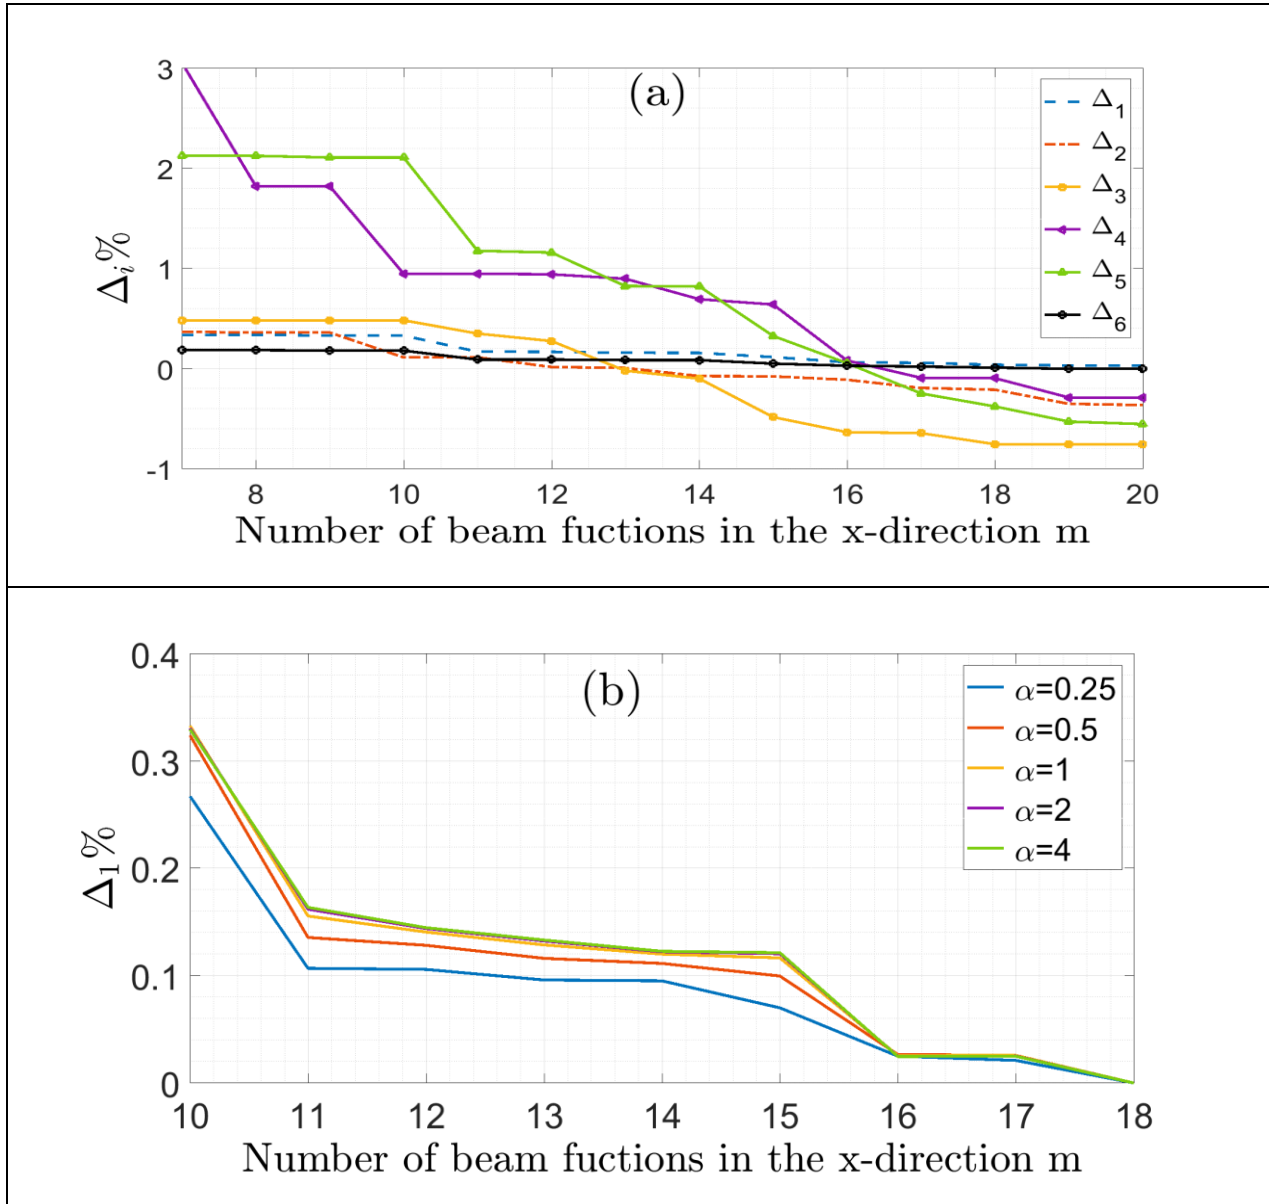 (a)
3
2
1
0
-1
Δi%
8 10 12 14 16 18 20
Number of beam fuctions in the x-direction m
Δ1
Δ2
Δ3
Δ4
Δ5
Δ6
(b)
0.4
0.3
0.2
0.1
0
Δ1%
10 11 12 13 14 15 16 17 18
Number of beam fuctions in the x-direction m
α=0.25
α=0.5
α=1
α=2
α=4